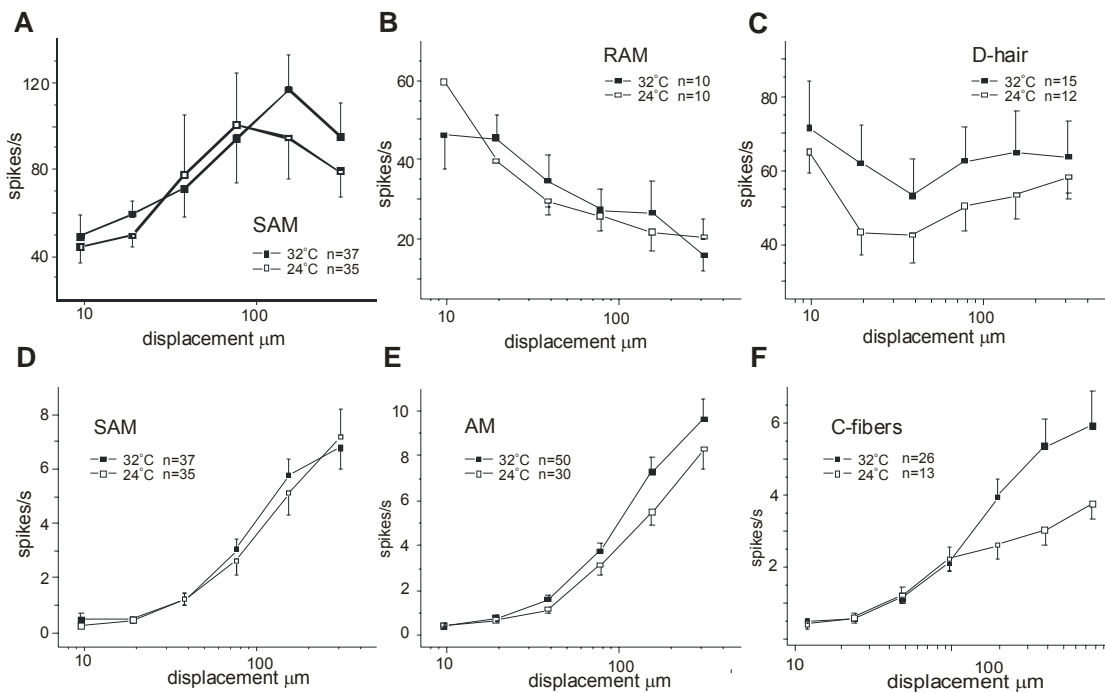 A
spikes/s
120
80
40
SAM
32°C n=37
24°C n=35
10
100
displacement μm
B
spikes/s
60
40
20
RAM
32°C n=10
24°C n=10
10
100
displacement μm
C
spikes/s
80
60
40
D-hair
32°C n=15
24°C n=12
10
100
displacement μm
D
spikes/s
8
6
4
2
0
SAM
32°C n=37
24°C n=35
10
100
displacement μm
E
spikes/s
10
8
6
4
2
0
AM
32°C n=50
24°C n=30
10
100
displacement μm
F
spikes/s
6
4
2
C-fibers
32°C n=26
24°C n=13
10
100
displacement μm